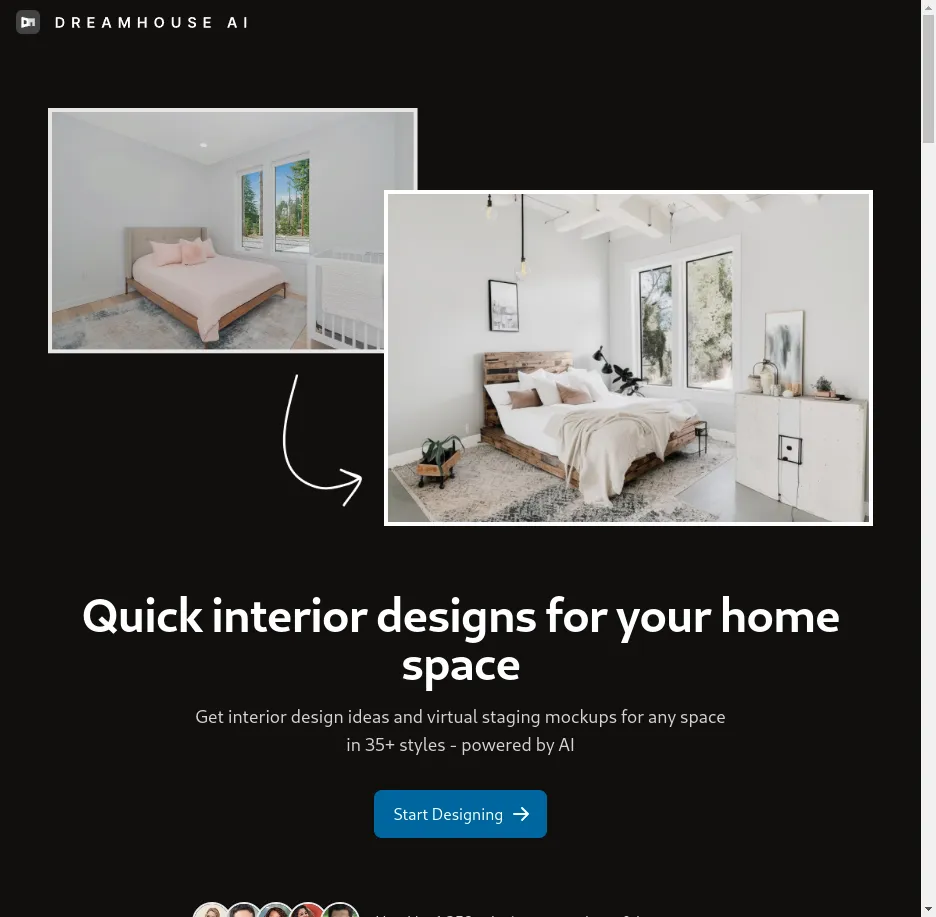 DREAMHOUSE AI
Quick interior designs for your home
space
Get interior design ideas and virtual staging mockups for any space
in 35+ styles - powered by AI
Start Designing